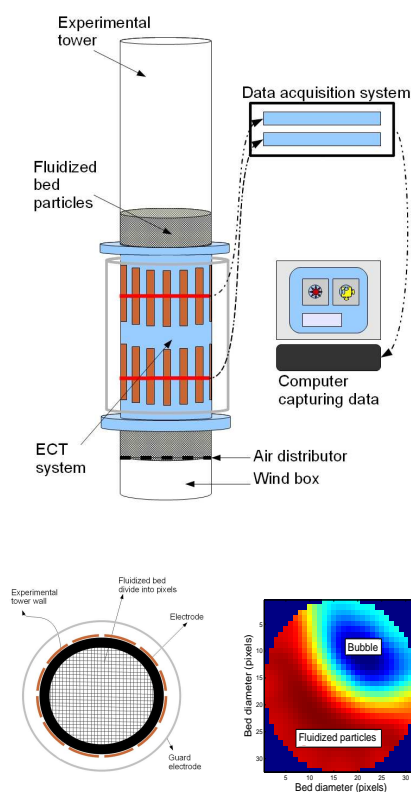 Experimental
tower
Data acquisition system
Fluidized
bed
particles
Computer
capturing data
ECT
system
Air distributor
Wind box
Fluidized bed
divide into pixels
Experimental
tower wall
Electrode
Guard
electrode
Bed diameter (pixels)
5
10
15
20
25
30
Bubble
Fluidized particles
5 10 15 20 25 30
Bed diameter (pixels)